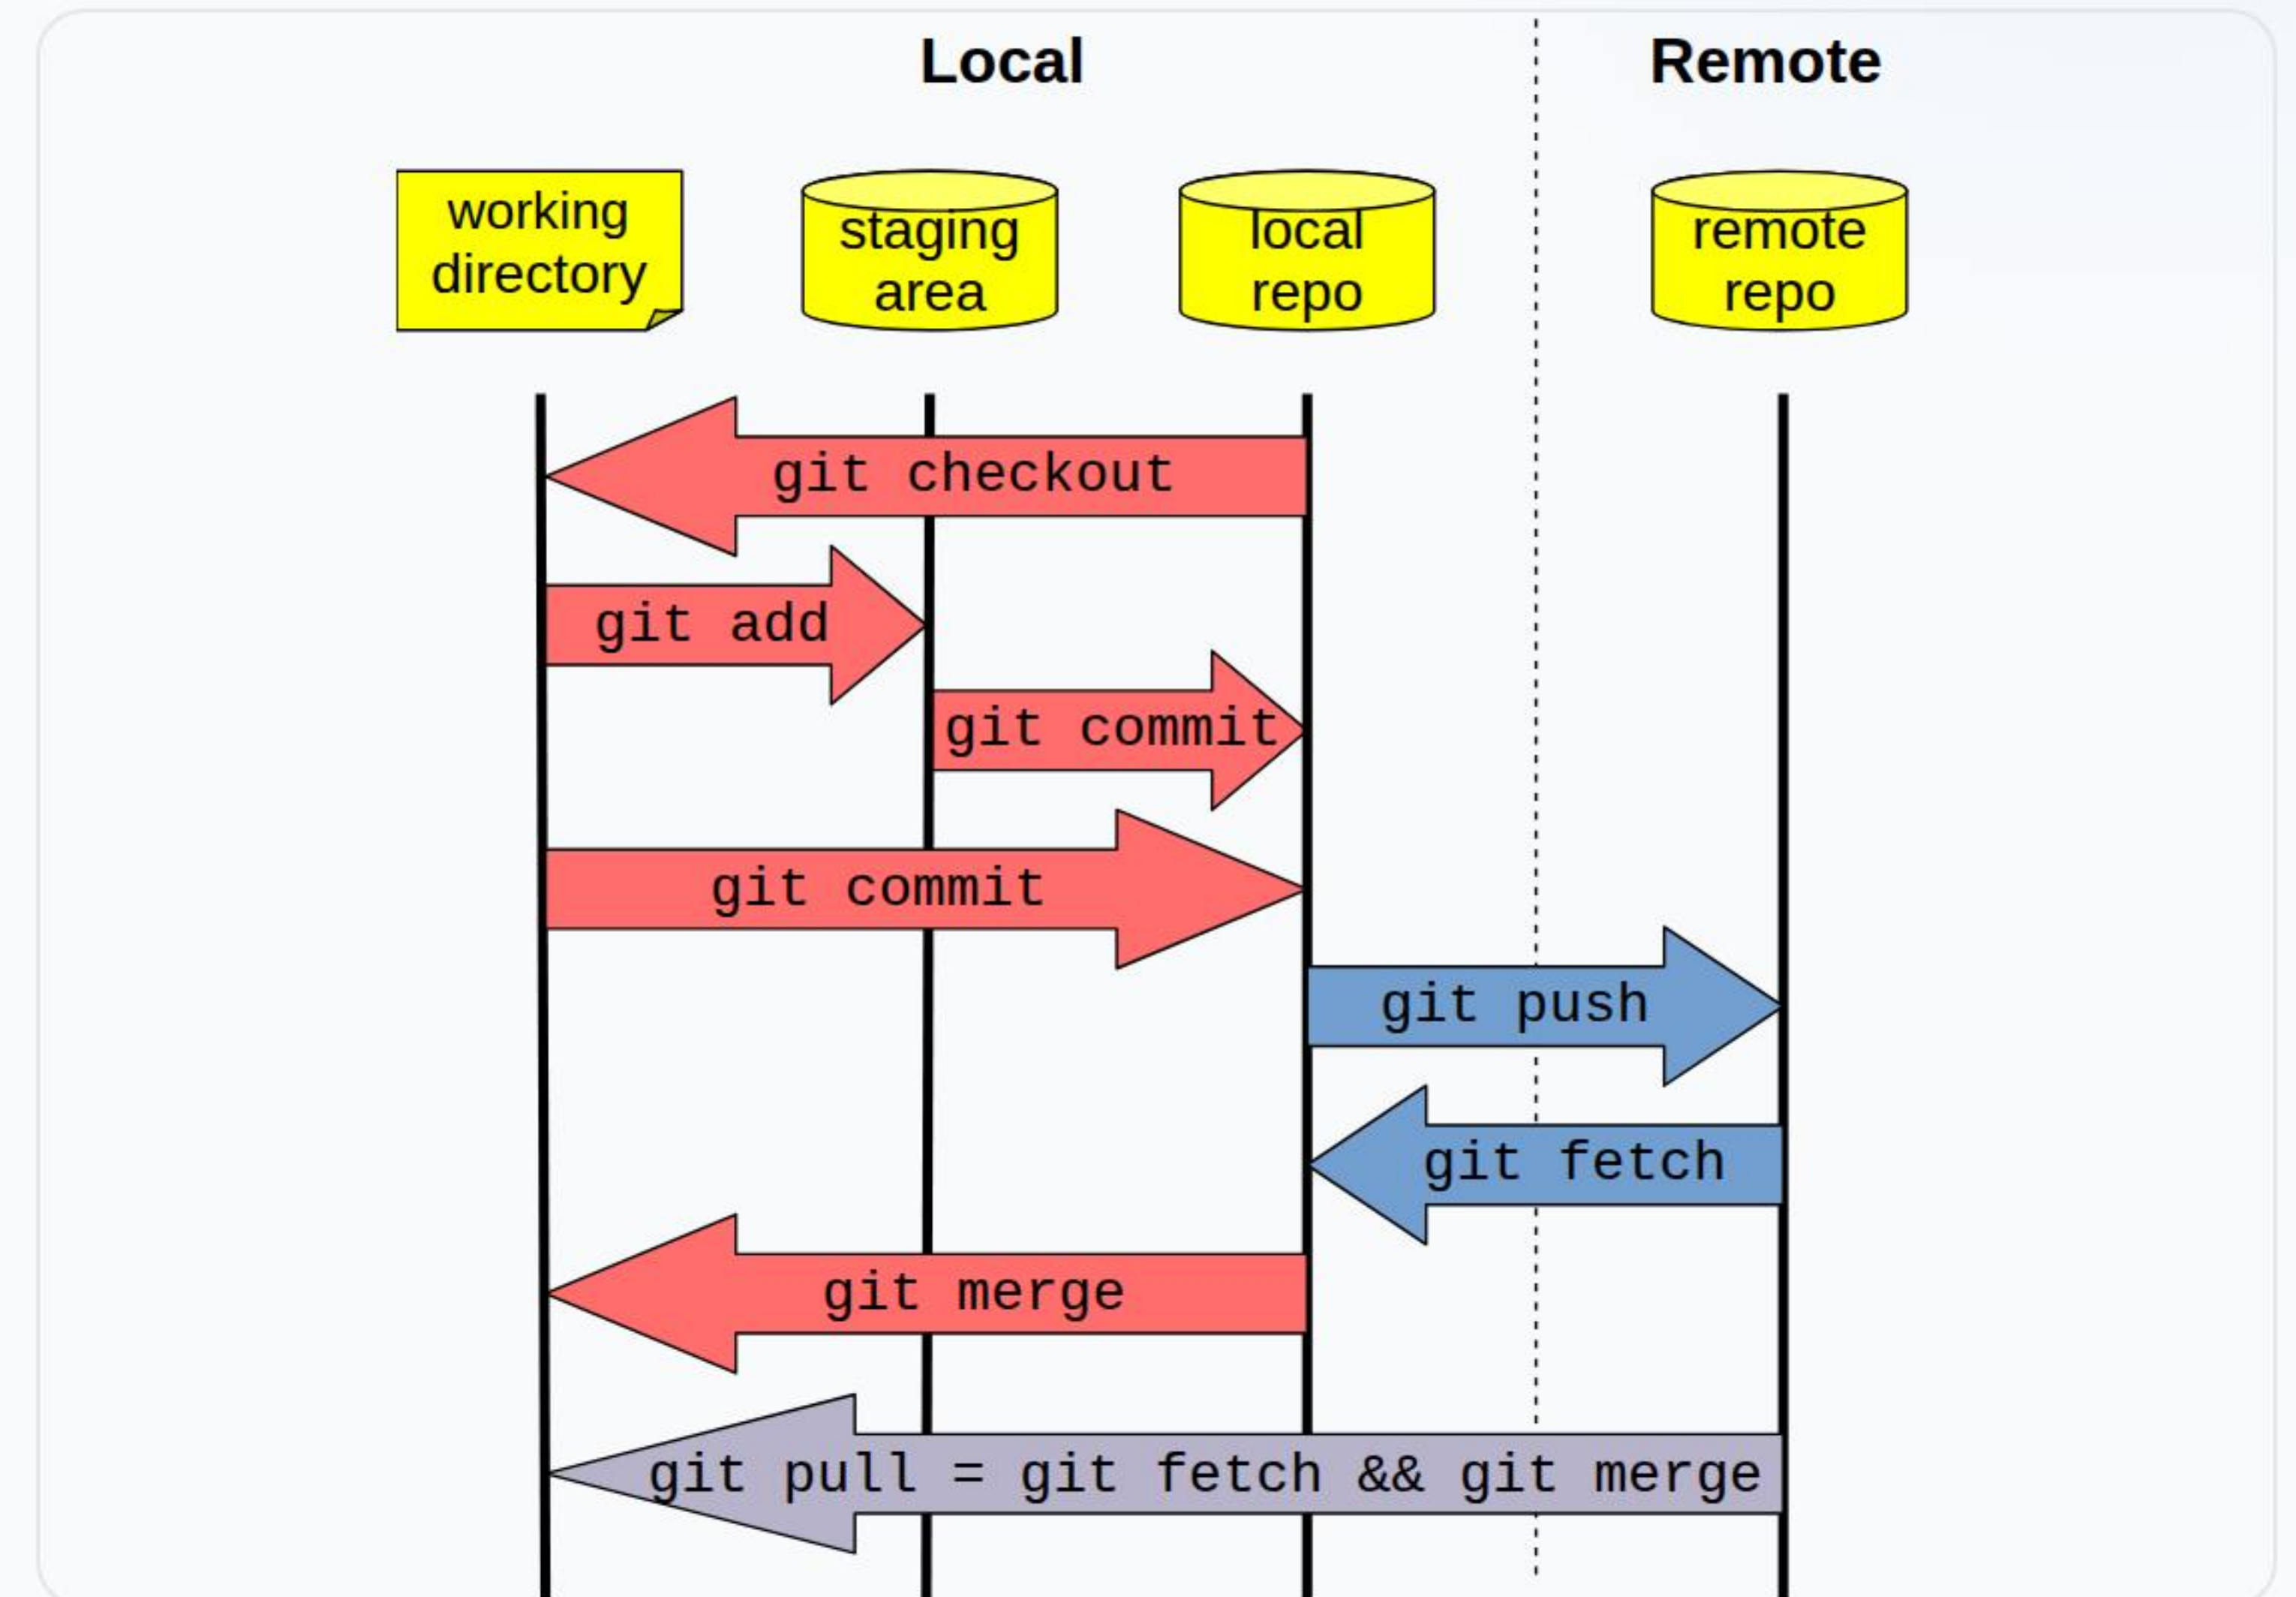 Local
Remote
working
directory
staging
area
local
repo
remote
repo
git checkout
git add
git commit
git commit
git push
git fetch
git merge
git pull = git fetch && git merge